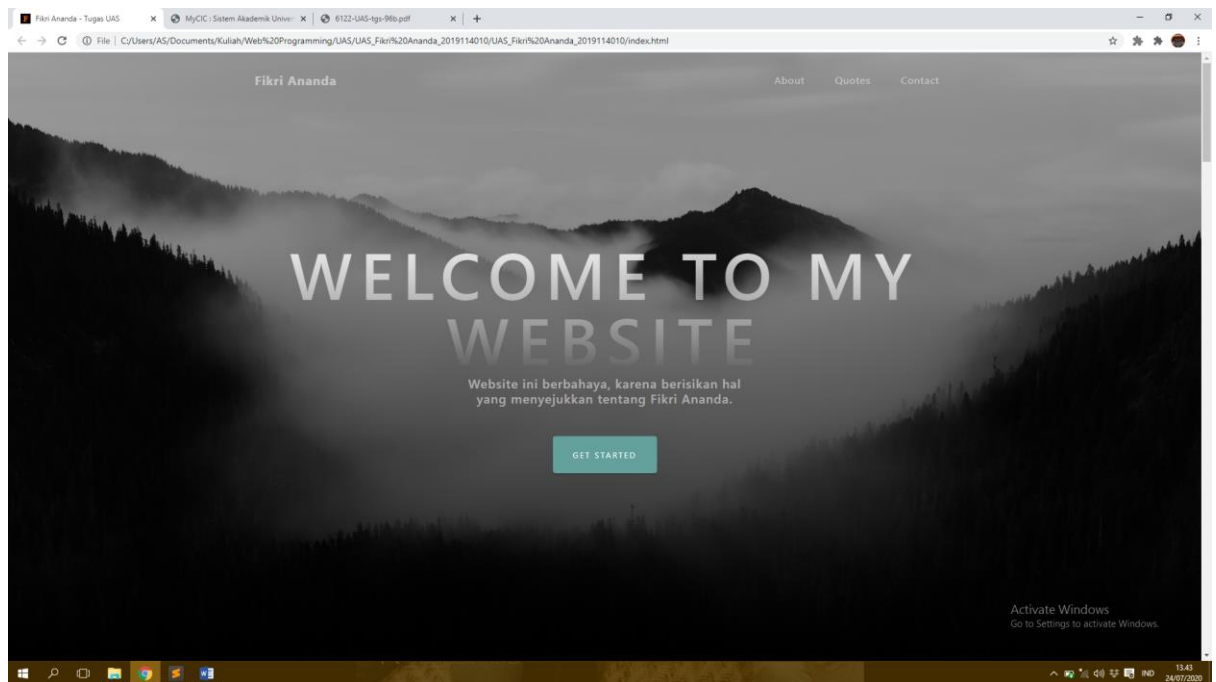 Fikri Ananda - Tugas UAS
MyCIC : Sistem Akademik Univer
6122-UAS-tgs-96b.pdf
File | C:/Users/AS/Documents/Kuliah/Web%20Programming/UAS/UAS_Fikri%20Ananda_2019114010/UAS_Fikri%20Ananda_2019114010/index.html
Fikri Ananda
About Quotes Contact
WELCOME TO MY
WEBSITE
Website ini berbahaya, karena berisikan hal
yang menyejukkan tentang Fikri Ananda.
GET STARTED
Activate Windows
Go to Settings to activate Windows.
IND
13.43
24/07/2020